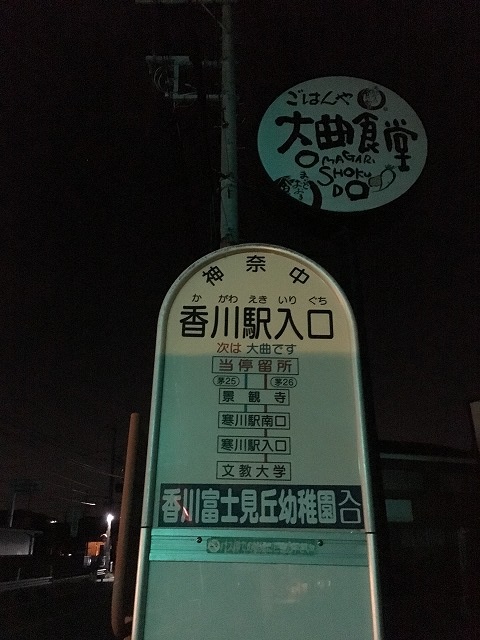 ごはんや
大曲食堂
OMAGARI
SHOKU
DO
神奈中
か がわ えき いり ぐち
香川駅入口
次は 大曲です
当停留所
茅25 茅26
景観寺
寒川駅南口
寒川駅入口
文教大学
香川富士見丘幼稚園 入口